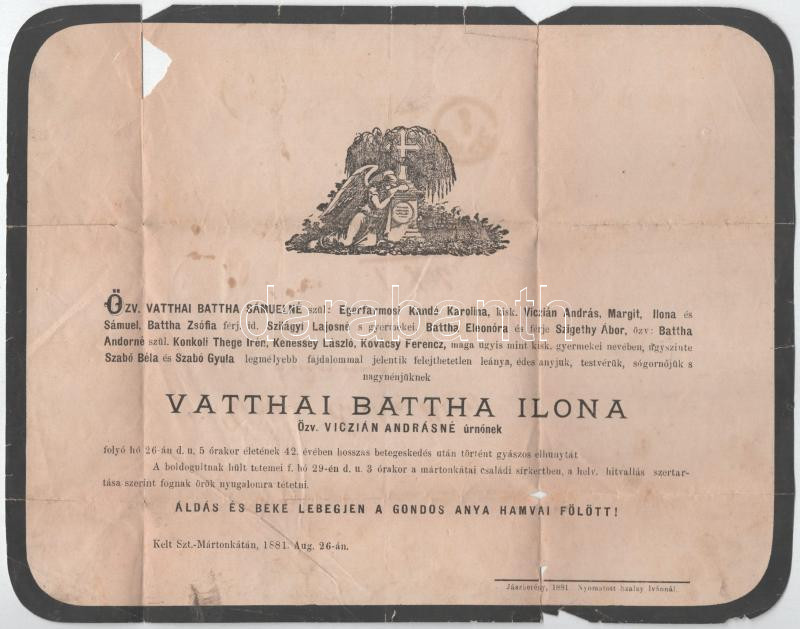 ÖZV. VATTHAI BATTHA SÁMUELNÉ szül: Egerfarmosi Kandó Karolina, kisk. Viczián András, Margit, Ilona és
Sámuel, Battha Zsófia férjével, Szilágyi Lajosné s gyermekei, Battha Eleonóra és férje Szigethy Ábor, özv: Battha
Andorné szül. Konkoli Thege Irén, Kenessey László, Kovácsy Ferencz, maga ugyis mint kisk. gyermekei nevében, ugyszinte
Szabó Béla és Szabó Gyula legmélyebb fajdalommal jelentik felejthetetlen leánya, édes anyjuk, testvérük, sógornőjük s
nagynénjüknek
VATTHAI BATTHA ILONA
Özv. VICZIÁN ANDRÁSNÉ úrnőnek
folyó hó 26-án d. u. 5 órakor életének 42. évében hosszas betegeskedés után történt gyászos elhunytát
A boldogultnak hült tetemei f. hó 29-én d. u. 3 órakor a mártonkátai családi sírkertben, a helv. hitvallás szertar-
tása szerint fognak örök nyugalomra tétetni.
ÁLDÁS ÉS BÉKE LEBEGJEN A GONDOS ANYA HAMVAI FÖLÖTT!
Kelt Szt.-Mártonkátán, 1881. Aug. 26-án.
Jászberény, 1881. Nyomatott Szalay Ivánnál.
darabanth